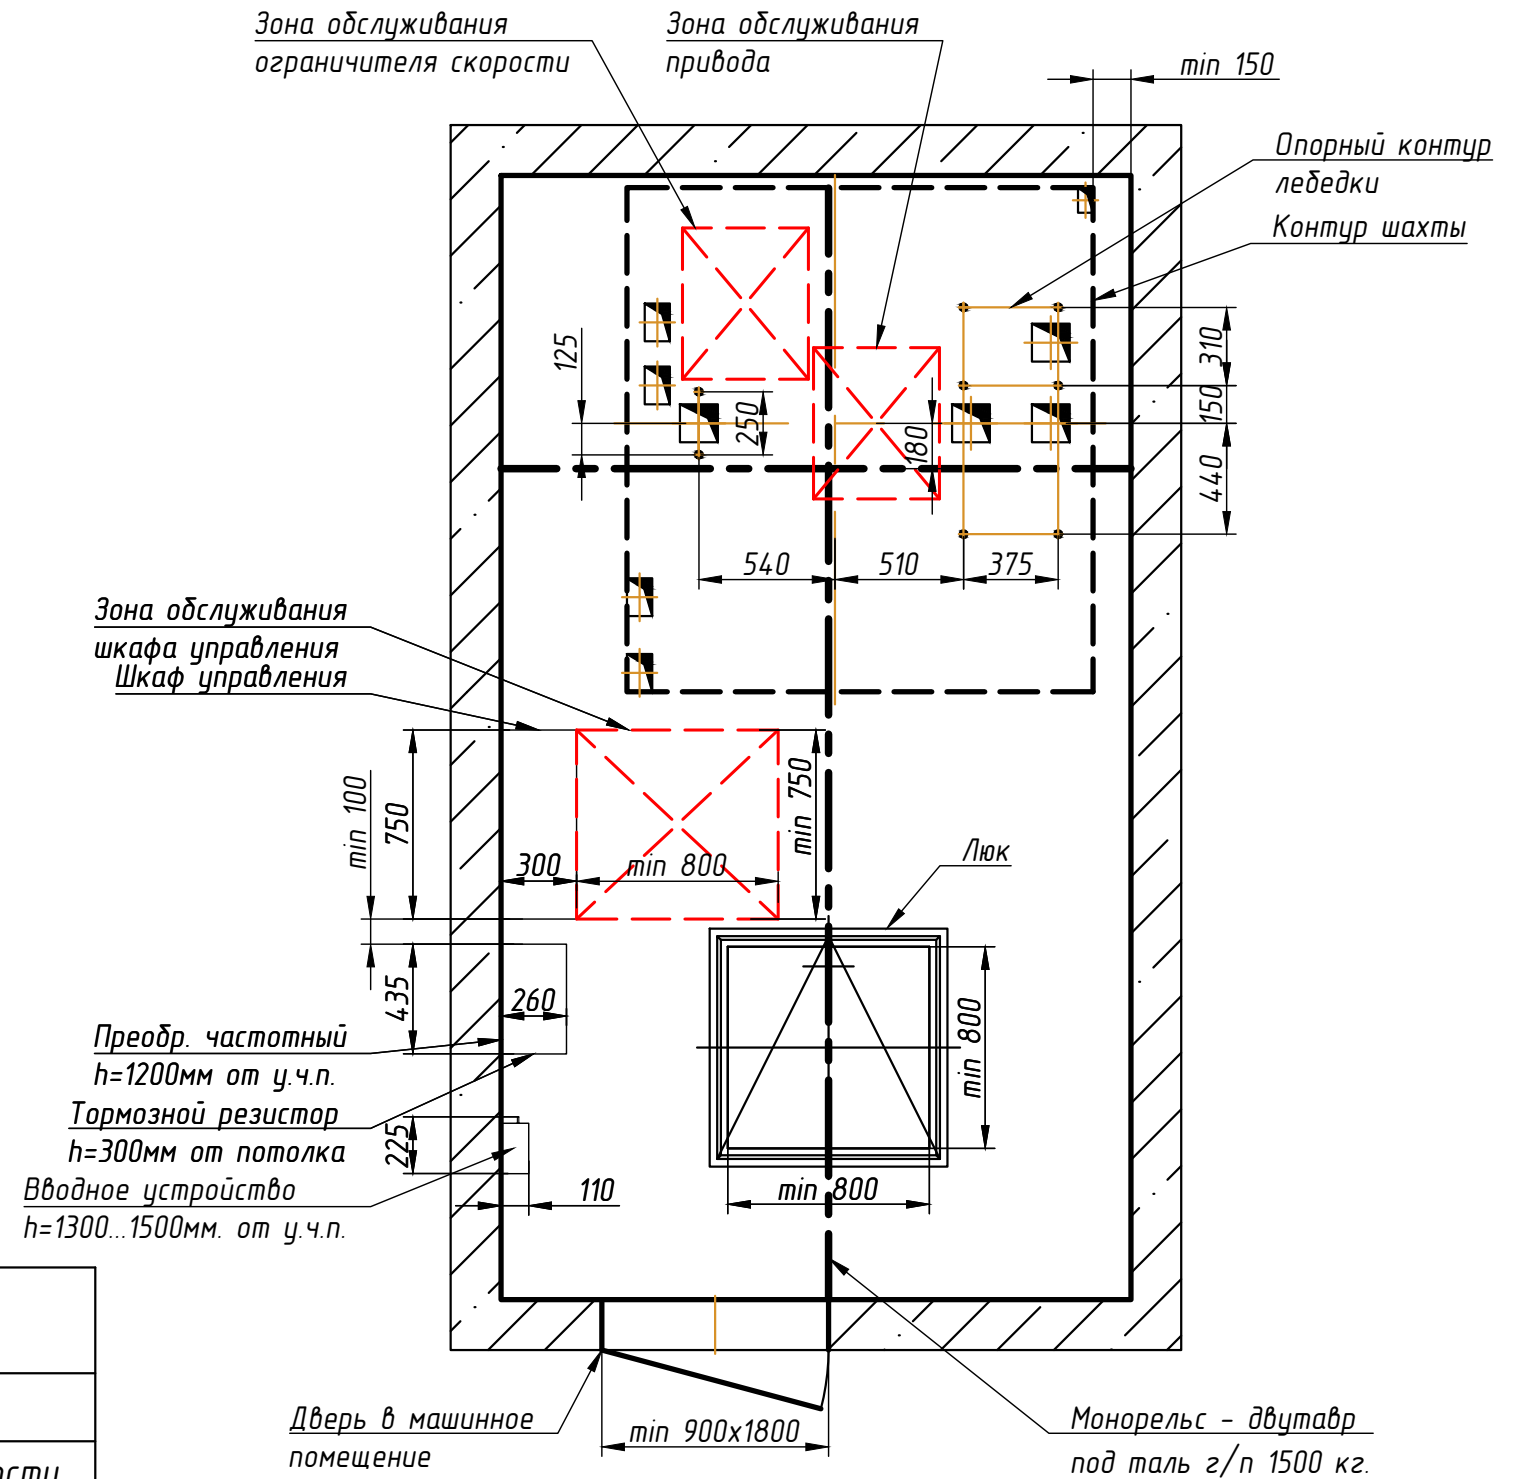 Зона обслуживания
ограничителя скорости
Зона обслуживания
привода
min 150
Опорный контур
лебедки
Контур шахты
125
250
180
310
150
440
540
510
375
Зона обслуживания
шкафа управления
Шкаф управления
min 100
750
300
min 800
min 750
Люк
435
260
min 800
Преобр. частотный
h=1200мм от у.ч.п.
Тормозной резистор
h=300мм от потолка
225
Вводное устройство
h=1300...1500мм. от у.ч.п.
110
min 800
Дверь в машинное
помещение
min 900х1800
Монорельс - двутавр
под таль г/п 1500 кг.